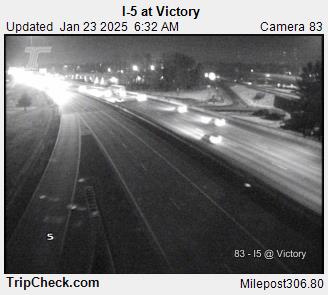 I-5 at Victory
Updated Jan 23 2025 6:32 AM
Camera 83
T
S
83 - I5 @ Victory
TripCheck.com
Milepost306.80